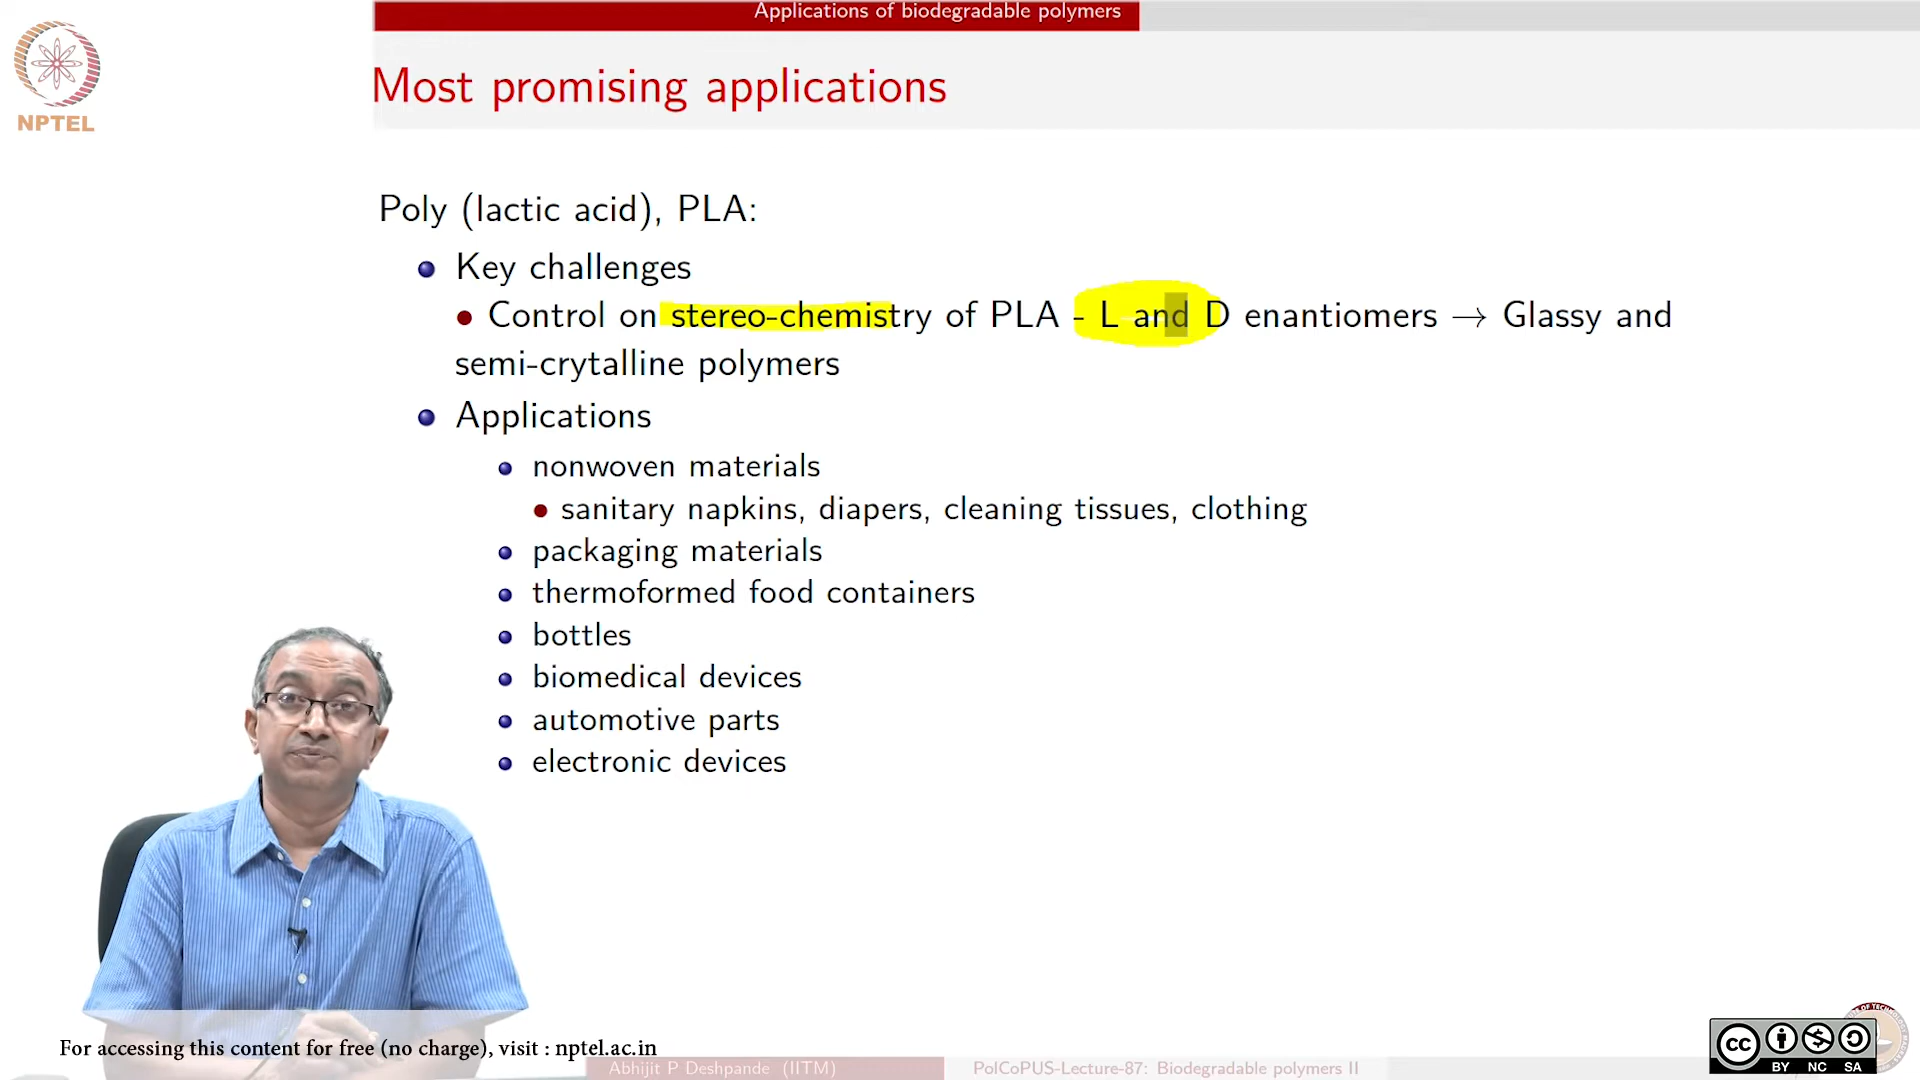 Applications of biodegradable polymers
NPTEL
Most promising applications
Poly (lactic acid), PLA:
Key challenges
Control on stereo-chemistry of PLA - L and D enantiomers → Glassy and
semi-crytalline polymers
Applications
nonwoven materials
sanitary napkins, diapers, cleaning tissues, clothing
packaging materials
thermoformed food containers
bottles
biomedical devices
automotive parts
electronic devices
For accessing this content for free (no charge), visit : nptel.ac.in
Abhijit P Deshpande (IITM)
PolCoPUS-Lecture-87: Biodegradable polymers II
cc
BY NC SA